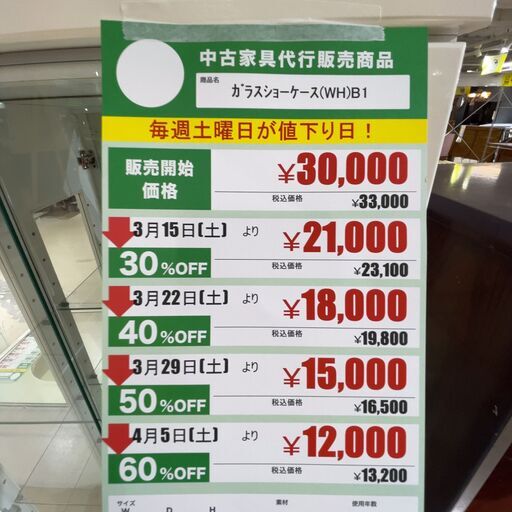 中古家具代行販売商品
商品名
ｶﾞﾗｽｼｮｰｹｰｽ(WH)B1
毎週土曜日が値下り日！
販売開始
価格
¥30,000
税込価格 ¥33,000
3月15日(土) より
30%OFF
¥21,000
税込価格 ¥23,100
3月22日(土) より
40%OFF
¥18,000
税込価格 ¥19,800
3月29日(土) より
50%OFF
¥15,000
税込価格 ¥16,500
4月5日(土) より
60%OFF
¥12,000
税込価格 ¥13,200
サイズ 素材 使用年数
W D H